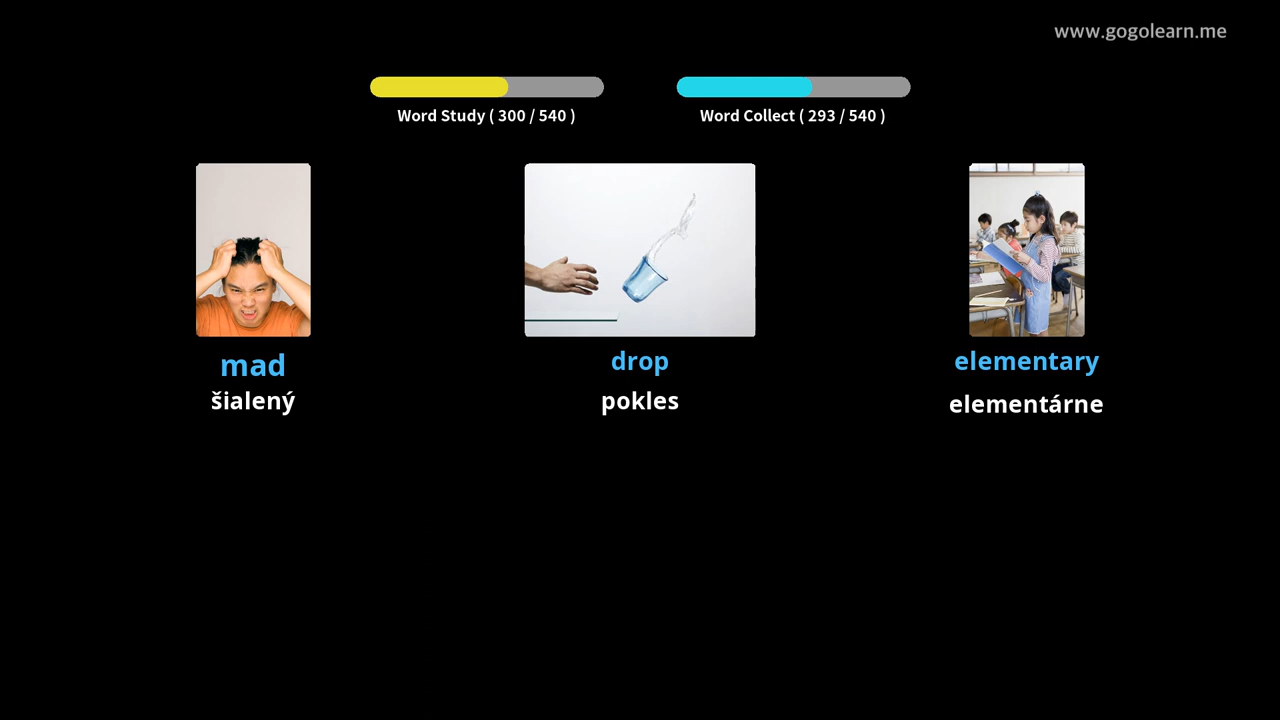 www.gogolearn.me
Word Study ( 300 / 540 )
Word Collect ( 293 / 540 )
mad
drop
elementary
šialený
pokles
elementárne